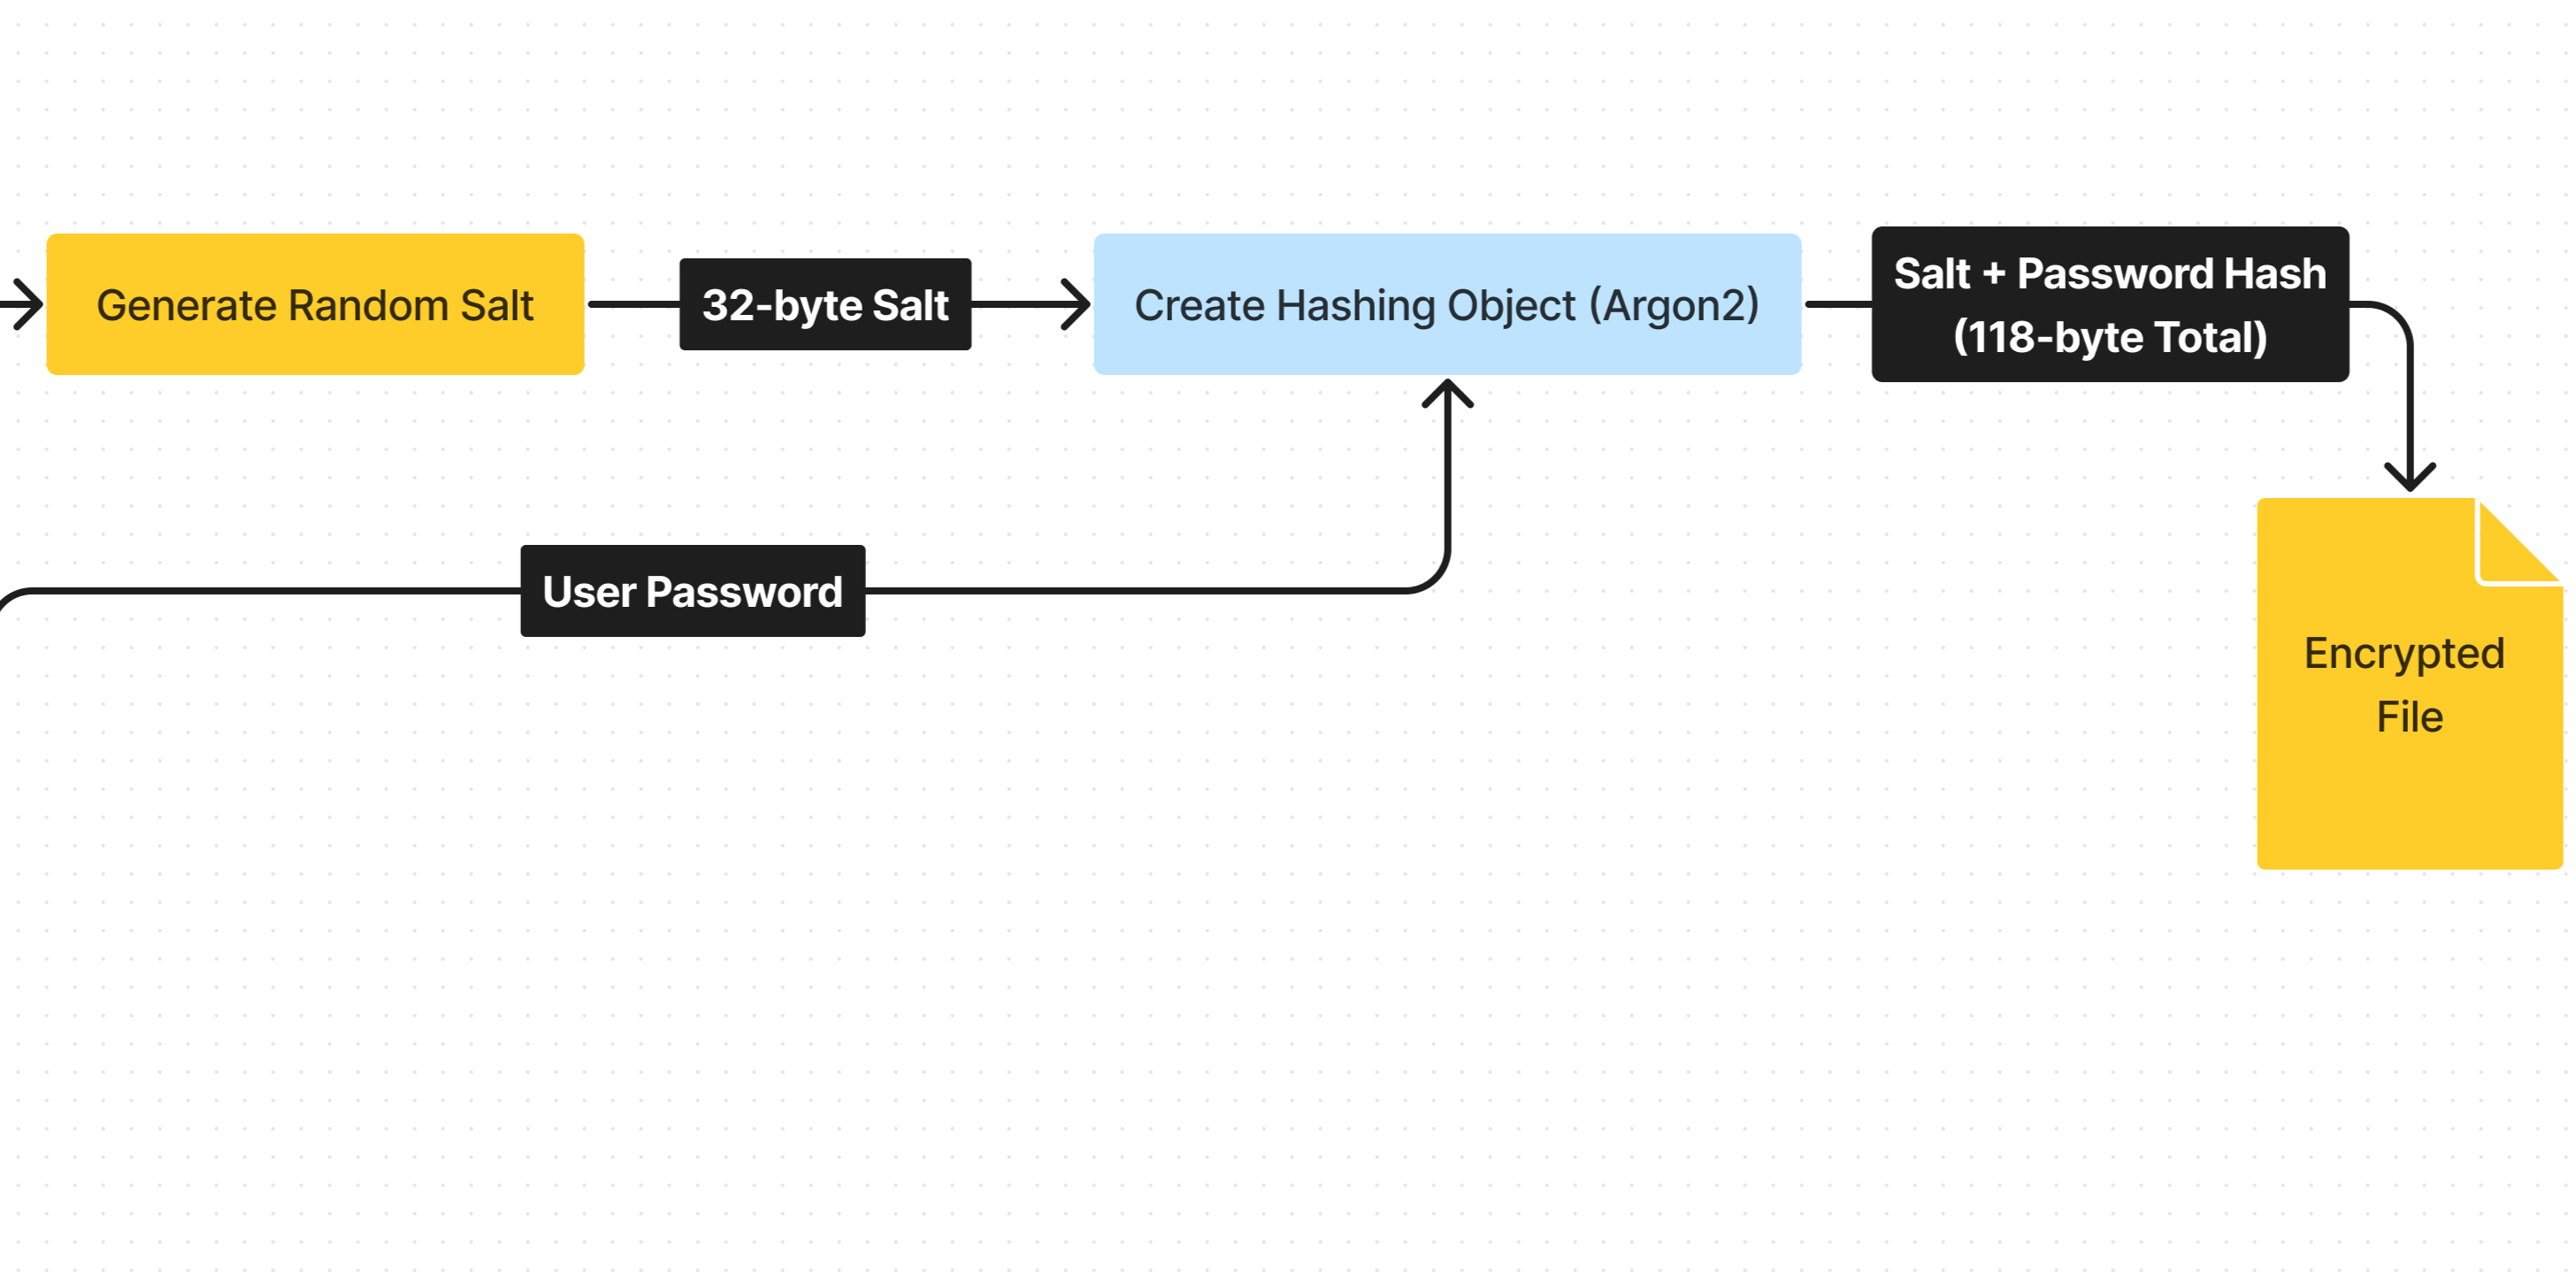 Generate Random Salt
32-byte Salt
Create Hashing Object (Argon2)
Salt + Password Hash
(118-byte Total)
User Password
Encrypted
File